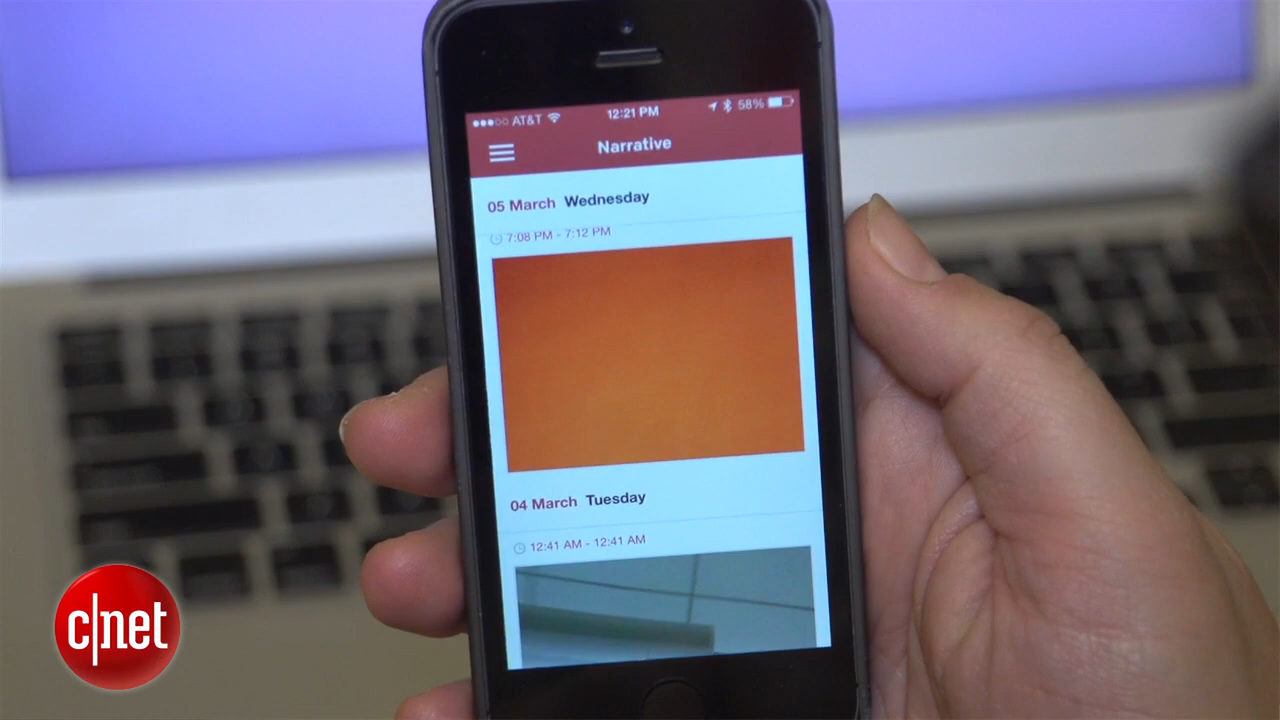 AT&T 12:21 PM 58%
Narrative
05 March Wednesday
7:08 PM - 7:12 PM
04 March Tuesday
12:41 AM - 12:41 AM
c|net